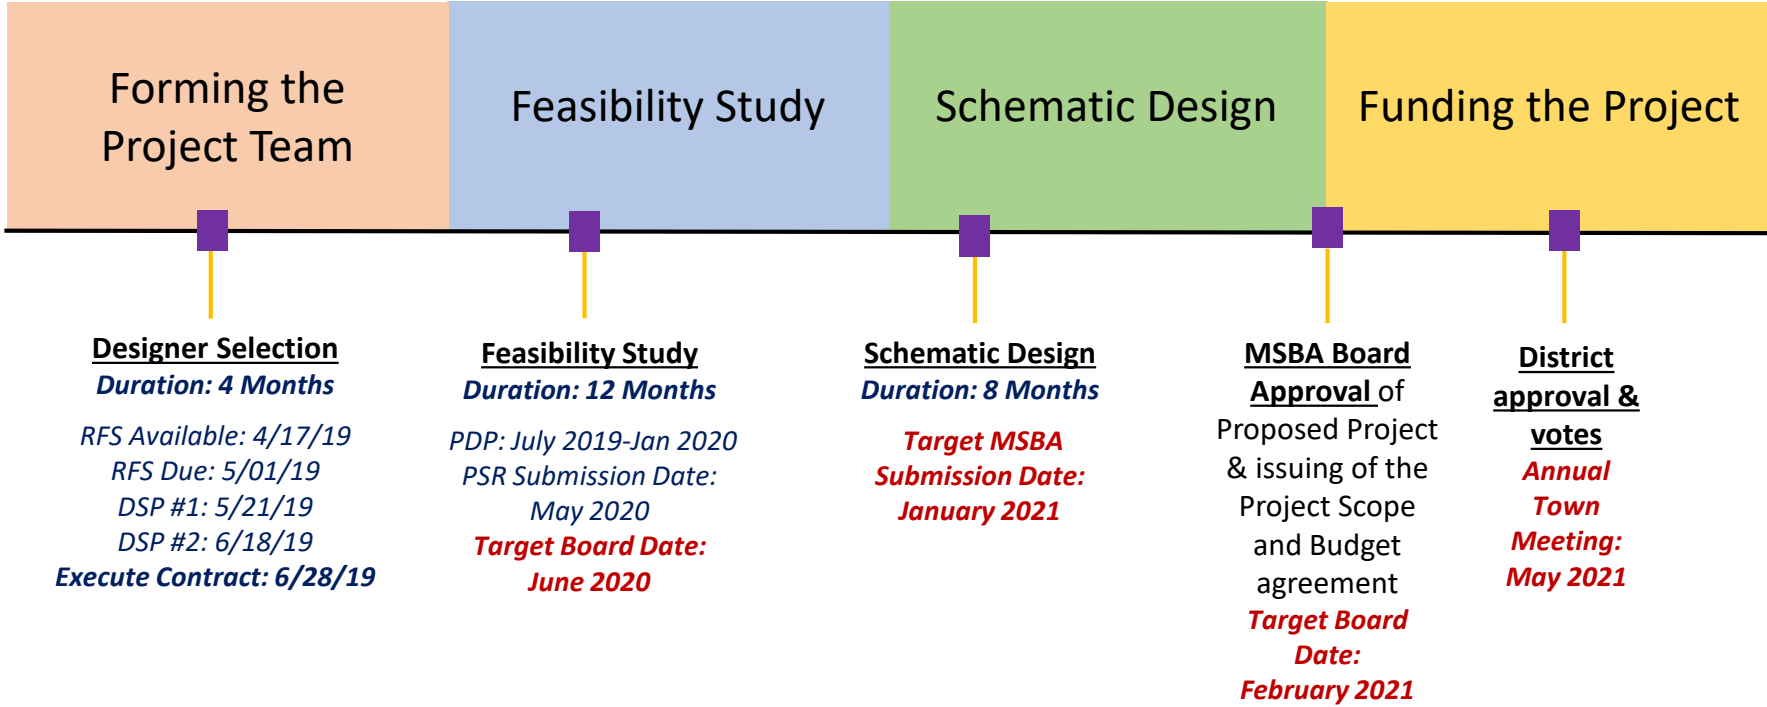 Forming the
Project Team
Feasibility Study
Schematic Design
Funding the Project
Designer Selection
Duration: 4 Months
RFS Available: 4/17/19
RFS Due: 5/01/19
DSP #1: 5/21/19
DSP #2: 6/18/19
Execute Contract: 6/28/19
Feasibility Study
Duration: 12 Months
PDP: July 2019-Jan 2020
PSR Submission Date:
May 2020
Target Board Date:
June 2020
Schematic Design
Duration: 8 Months
Target MSBA
Submission Date:
January 2021
MSBA Board
Approval of
Proposed Project
& issuing of the
Project Scope
and Budget
agreement
Target Board
Date:
February 2021
District
approval &
votes
Annual
Town
Meeting:
May 2021